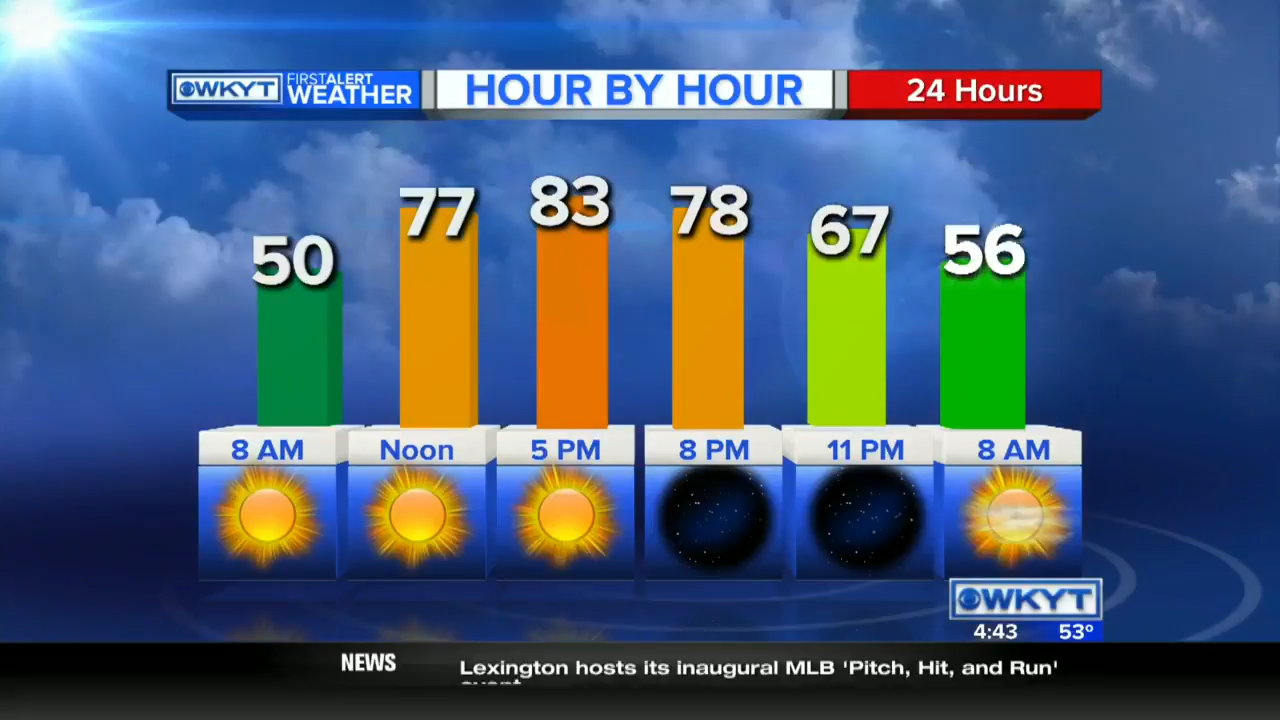 WKYT FIRST ALERT WEATHER
HOUR BY HOUR
24 Hours
50 77 83 78 67 56
8 AM Noon 5 PM 8 PM 11 PM 8 AM
WKYT
4:43 53°
NEWS
Lexington hosts its inaugural MLB 'Pitch, Hit, and Run'